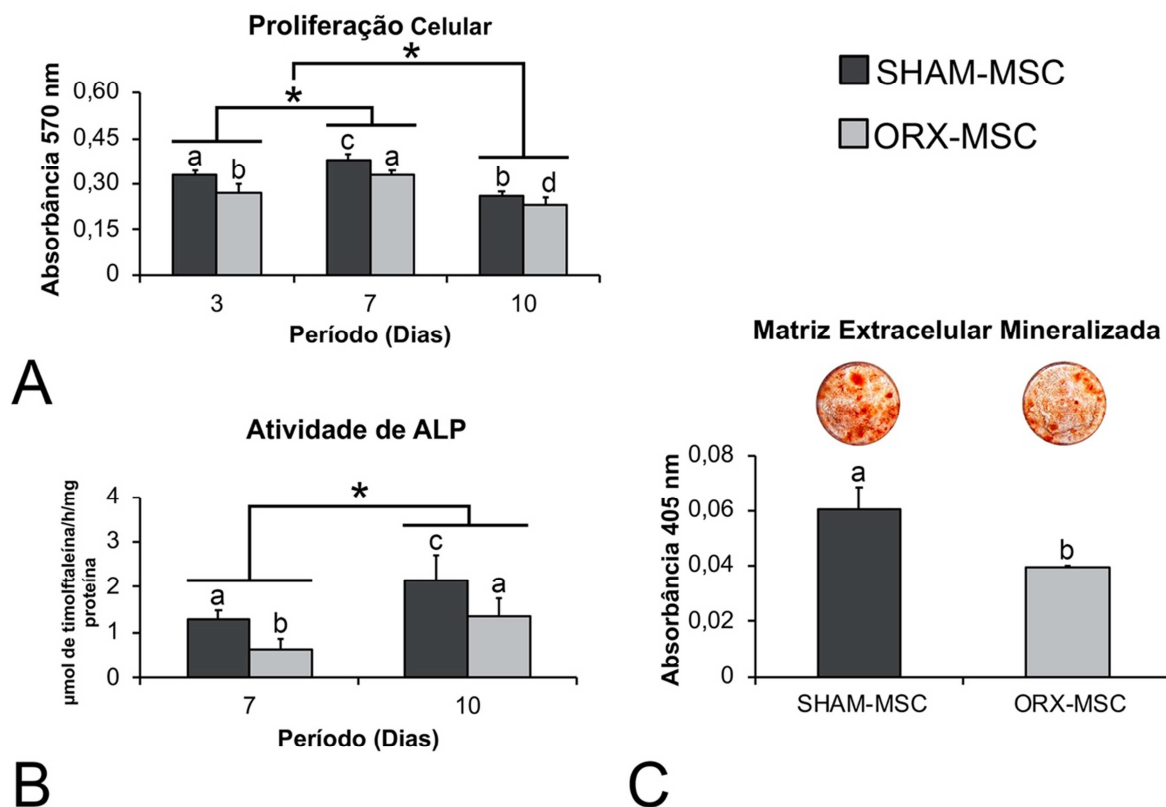 Proliferação Celular
*
*
Absorbância 570 nm
0,60
0,45
0,30
0,15
0
a b c a b d
3 7 10
Período (Dias)
A
SHAM-MSC
ORX-MSC
Atividade de ALP
*
µmol de timolftaleína/h/mg
proteína
4
3
2
1
0
a b c a
7 10
Período (Dias)
B
Matriz Extracelular Mineralizada
Absorbância 405 nm
0,08
0,06
0,04
0,02
0
a b
SHAM-MSC ORX-MSC
C